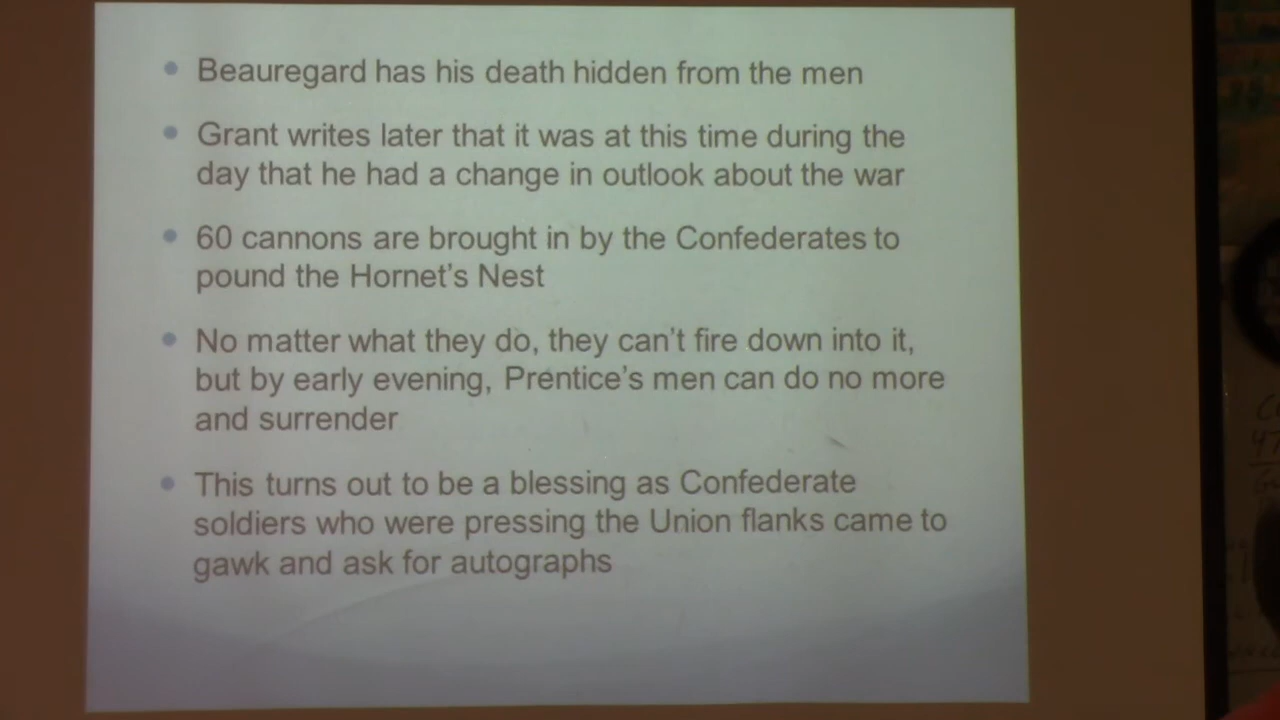 • Beauregard has his death hidden from the men
• Grant writes later that it was at this time during the
day that he had a change in outlook about the war
• 60 cannons are brought in by the Confederates to
pound the Hornet's Nest
• No matter what they do, they can't fire down into it,
but by early evening, Prentice's men can do no more
and surrender
• This turns out to be a blessing as Confederate
soldiers who were pressing the Union flanks came to
gawk and ask for autographs